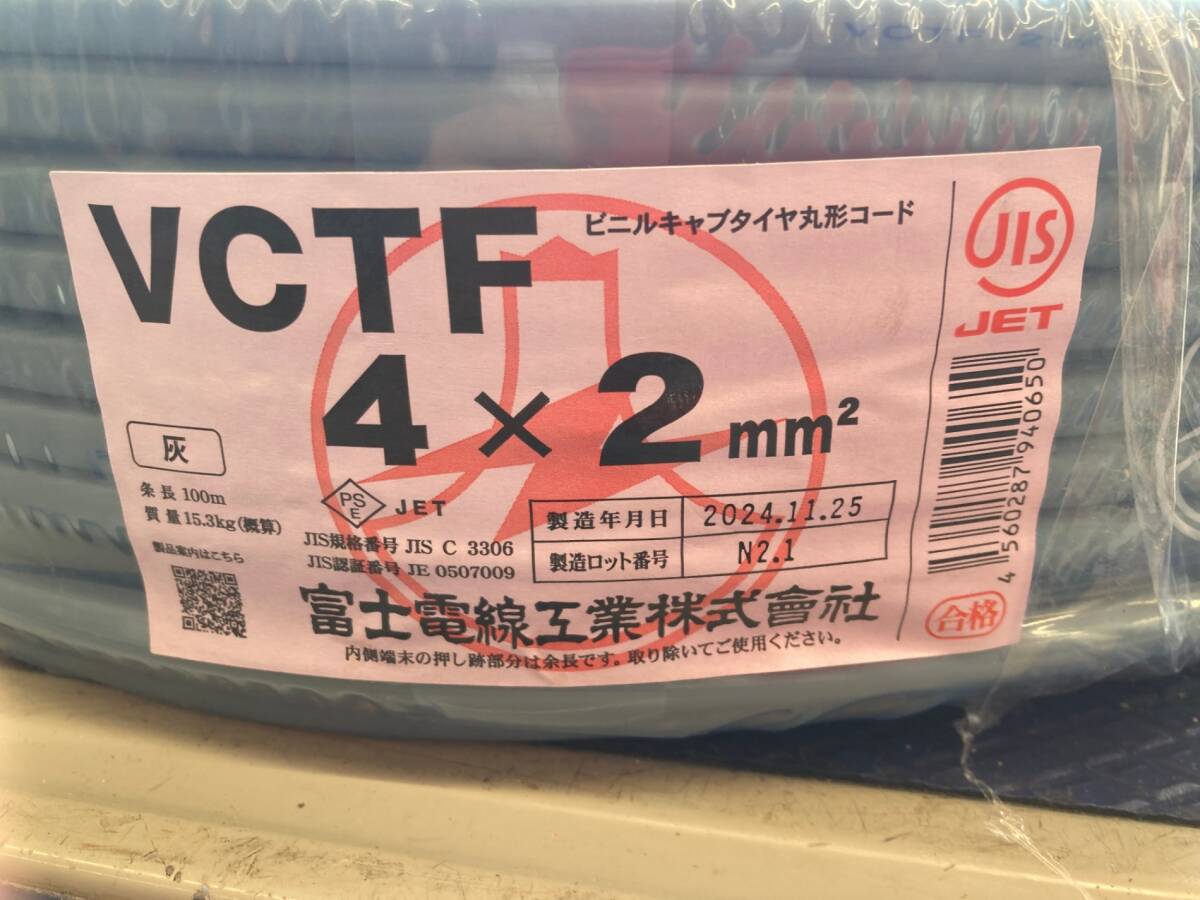 VCTF
ビニルキャブタイヤ丸形コード
4 × 2 mm²
灰
条長 100m
質量 15.3kg(概算)
製品案内はこちら
PSE JET
JIS規格番号 JIS C 3306
JIS認証番号 JE 0507009
製造年月日 2024.11.25
製造ロット番号 N2.1
富士電線工業株式會社
内側端末の押し跡部分は余長です。取り除いてご使用ください。
JIS
JET
4 560287 940650
合格